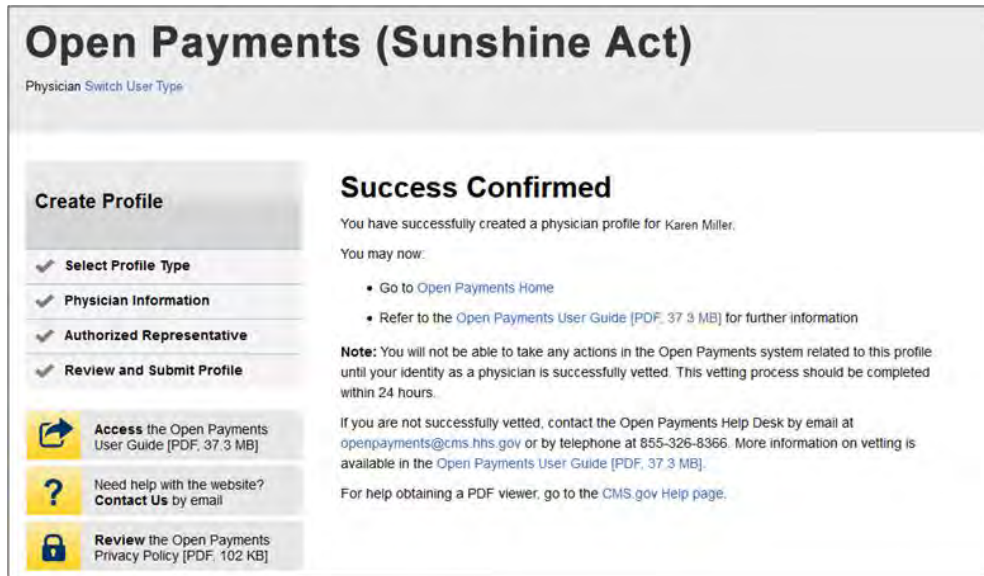 Open Payments (Sunshine Act)
Physician Switch User Type
Create Profile
Select Profile Type
Physician Information
Authorized Representative
Review and Submit Profile
Access the Open Payments
User Guide [PDF, 37.3 MB]
?
Need help with the website?
Contact Us by email
Review the Open Payments
Privacy Policy [PDF, 102 KB]
Success Confirmed
You have successfully created a physician profile for Karen Miller.
You may now:
• Go to Open Payments Home
• Refer to the Open Payments User Guide [PDF, 37.3 MB] for further information
Note: You will not be able to take any actions in the Open Payments system related to this profile
until your identity as a physician is successfully vetted. This vetting process should be completed
within 24 hours.
If you are not successfully vetted, contact the Open Payments Help Desk by email at
openpayments@cms.hhs.gov or by telephone at 855-326-8366. More information on vetting is
available in the Open Payments User Guide [PDF, 37.3 MB].
For help obtaining a PDF viewer, go to the CMS.gov Help page.